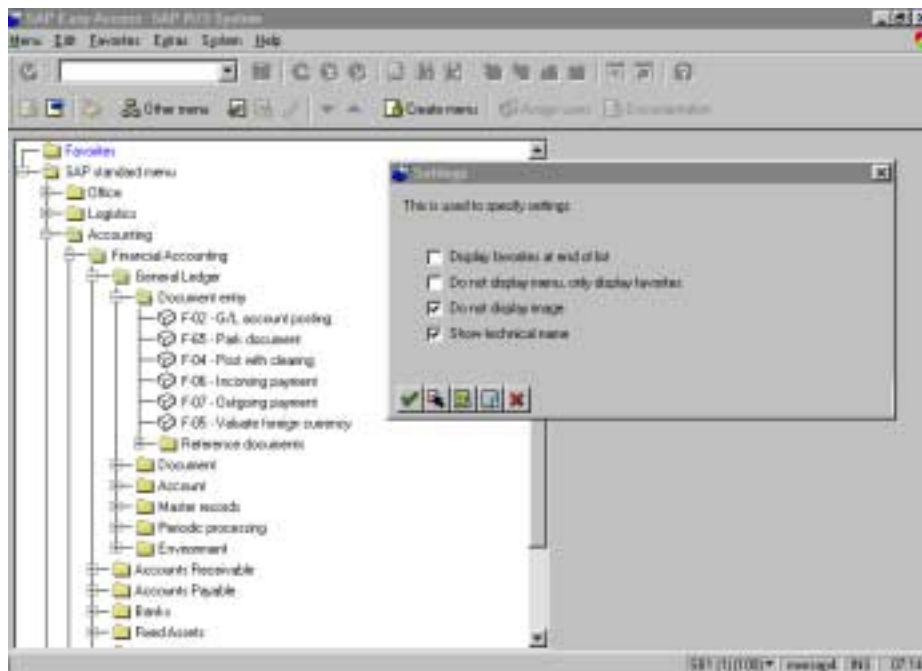 SAP Easy Access - SAP R/3 System
Menu Edit Favorites Extras System Help
Other menu Create menu Assign users Documentation
Favorites
SAP standard menu
Office
Logistics
Accounting
Financial Accounting
General Ledger
Document entry
F-02 - G/L account posting
F-65 - Park document
F-04 - Post with clearing
F-06 - Incoming payment
F-07 - Outgoing payment
F-05 - Valuate foreign currency
Reference documents
Document
Account
Master records
Periodic processing
Environment
Accounts Receivable
Accounts Payable
Banks
Fixed Assets
Settings
This is used to specify settings
Display favorites at end of list
Do not display menu, only display favorites
Do not display image
Show technical name
INS